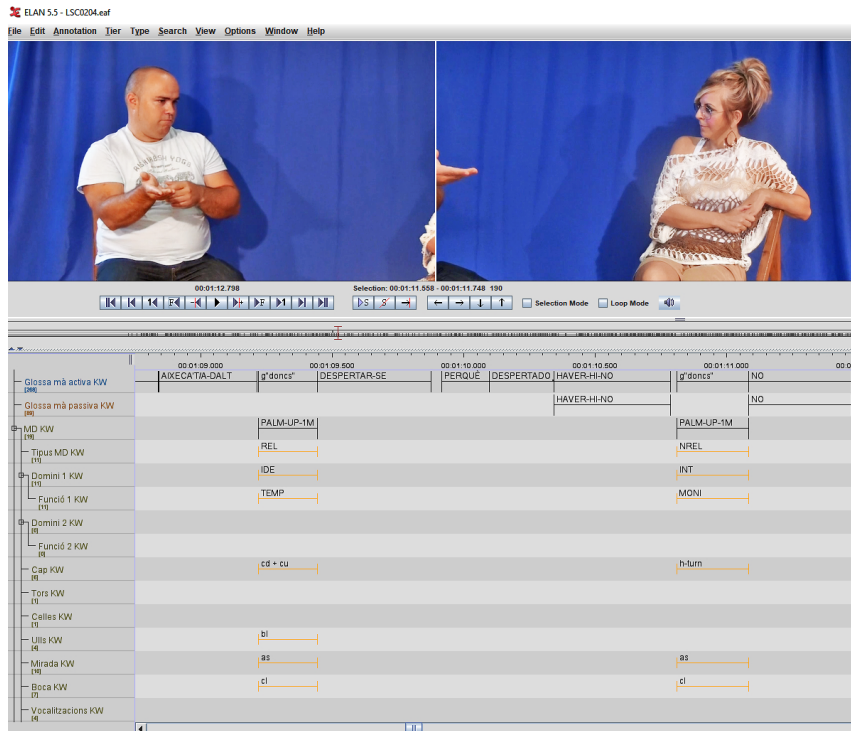 ELAN 5.5 - LSC0204.eaf
File Edit Annotation Tier Type Search View Options Window Help
00:01:12.798
Selection: 00:01:11.558 - 00:01:11.748 190
Selection Mode
Loop Mode
00:01:09.000 00:01:09.500 00:01:10.000 00:01:10.500 00:01:11.000
Glossa mà activa KW
AIXECA'T/A-DALT g"doncs" DESPERTAR-SE PERQUÈ DESPERTADO HAVER-HI-NO g"doncs" NO
Glossa mà passiva KW
HAVER-HI-NO NO
MD KW
PALM-UP-1M PALM-UP-1M
[19]
Tipus MD KW
REL NREL
[11]
Domini 1 KW
IDE INT
[11]
Funció 1 KW
TEMP MONI
[11]
Domini 2 KW
[0]
Funció 2 KW
[0]
Cap KW
cd + cu h-turn
[6]
Tors KW
[1]
Celles KW
[1]
Ulls KW
bl
[4]
Mirada KW
as as
[10]
Boca KW
cl cl
[7]
Vocalitzacions KW
[4]